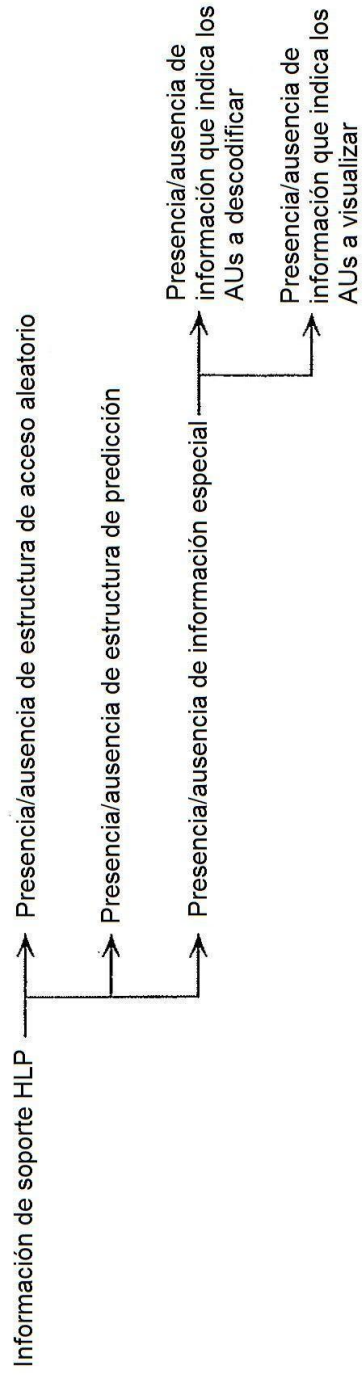 Información de soporte HLP
Presencia/ausencia de estructura de acceso aleatorio
Presencia/ausencia de estructura de predicción
Presencia/ausencia de información especial
Presencia/ausencia de
información que indica los
AUs a descodificar
Presencia/ausencia de
información que indica los
AUs a visualizar